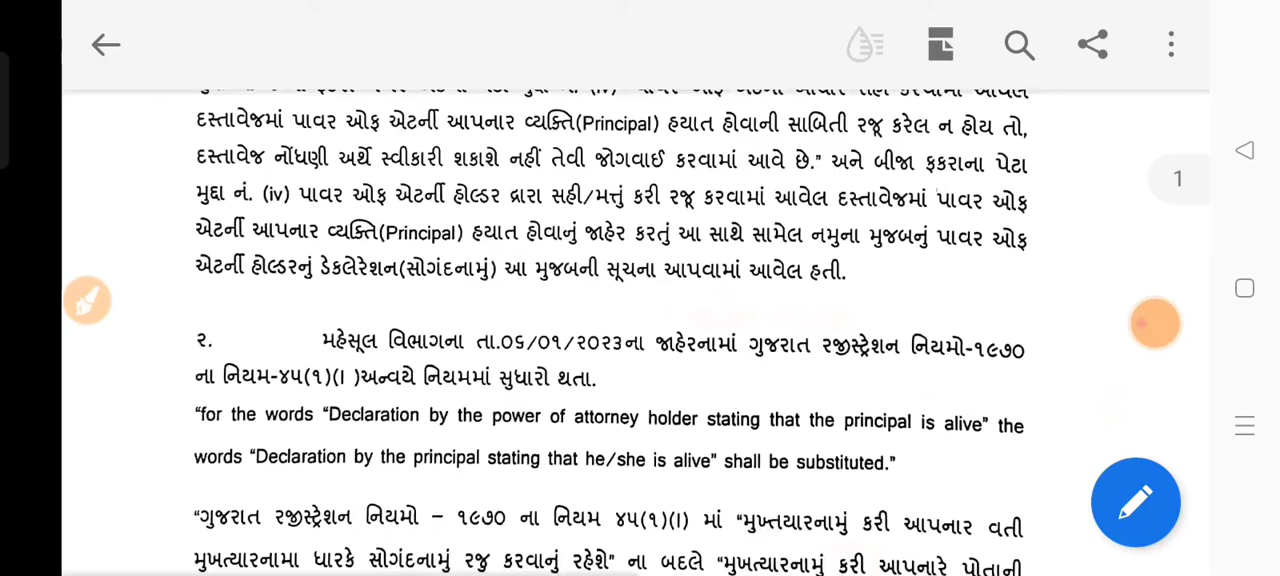 1
દસ્તાવેજમાં પાવર ઓફ એટર્ની આપનાર વ્યક્તિ(Principal) હયાત હોવાની સાબિતી રજૂ કરેલ ન હોય તો,
દસ્તાવેજ નોંધણી અર્થે સ્વીકારી શકાશે નહીં તેવી જોગવાઈ કરવામાં આવે છે.” અને બીજા ફકરાના પેટા
મુદ્દા નં. (iv) પાવર ઓફ એટર્ની હોલ્ડર દ્વારા સહી/મત્તું કરી રજૂ કરવામાં આવેલ દસ્તાવેજમાં પાવર ઓફ
એટર્ની આપનાર વ્યક્તિ(Principal) હયાત હોવાનું જાહેર કરતું આ સાથે સામેલ નમુના મુજબનું પાવર ઓફ
એટર્ની હોલ્ડરનું ડેકલેરેશન(સોગંદનામું) આ મુજબની સૂચના આપવામાં આવેલ હતી.
૨. મહેસૂલ વિભાગના તા.૦૬/૦૧/૨૦૨૩ના જાહેરનામાં ગુજરાત રજીસ્ટ્રેશન નિયમો-૧૯૭૦
ના નિયમ-૪૫(૧)(I )અન્વયે નિયમમાં સુધારો થતા.
“for the words “Declaration by the power of attorney holder stating that the principal is alive” the
words “Declaration by the principal stating that he/she is alive” shall be substituted.”
“ગુજરાત રજીસ્ટ્રેશન નિયમો – ૧૯૭૦ ના નિયમ ૪૫(૧)(I) માં “મુખ્તયારનામું કરી આપનાર વતી
મુખત્યારનામા ધારકે સોગંદનામું રજુ કરવાનું રહેશે” ના બદલે “મુખ્તયારનામું કરી આપનારે પોતાની